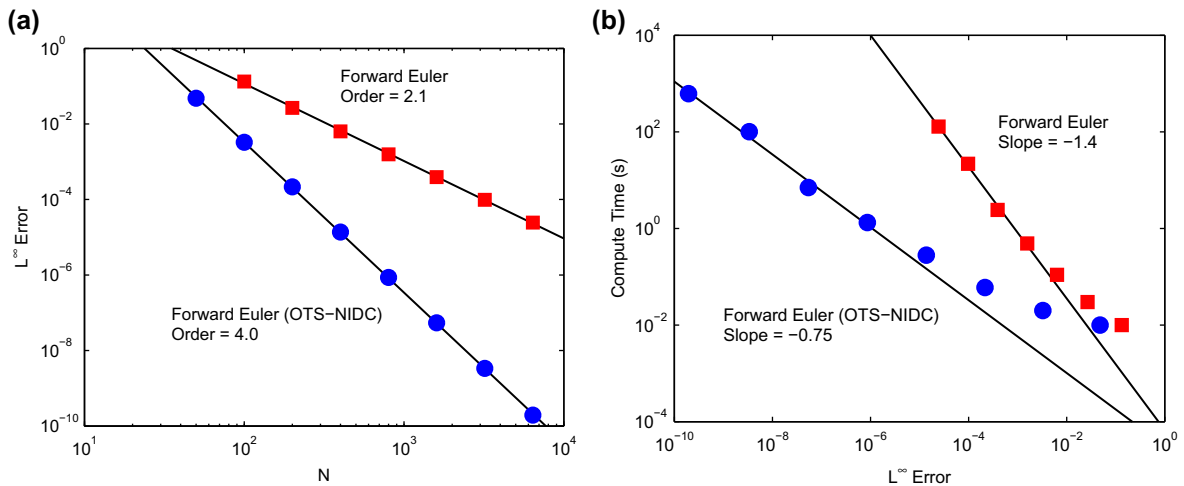 (a)
10^0
10^−2
10^−4
10^−6
10^−8
10^−10
L^∞ Error
10^1
10^2
10^3
10^4
N
Forward Euler
Order = 2.1
Forward Euler (OTS−NIDC)
Order = 4.0
(b)
10^4
10^2
10^0
10^−2
10^−4
Compute Time (s)
10^−10
10^−8
10^−6
10^−4
10^−2
10^0
L^∞ Error
Forward Euler
Slope = −1.4
Forward Euler (OTS−NIDC)
Slope = −0.75